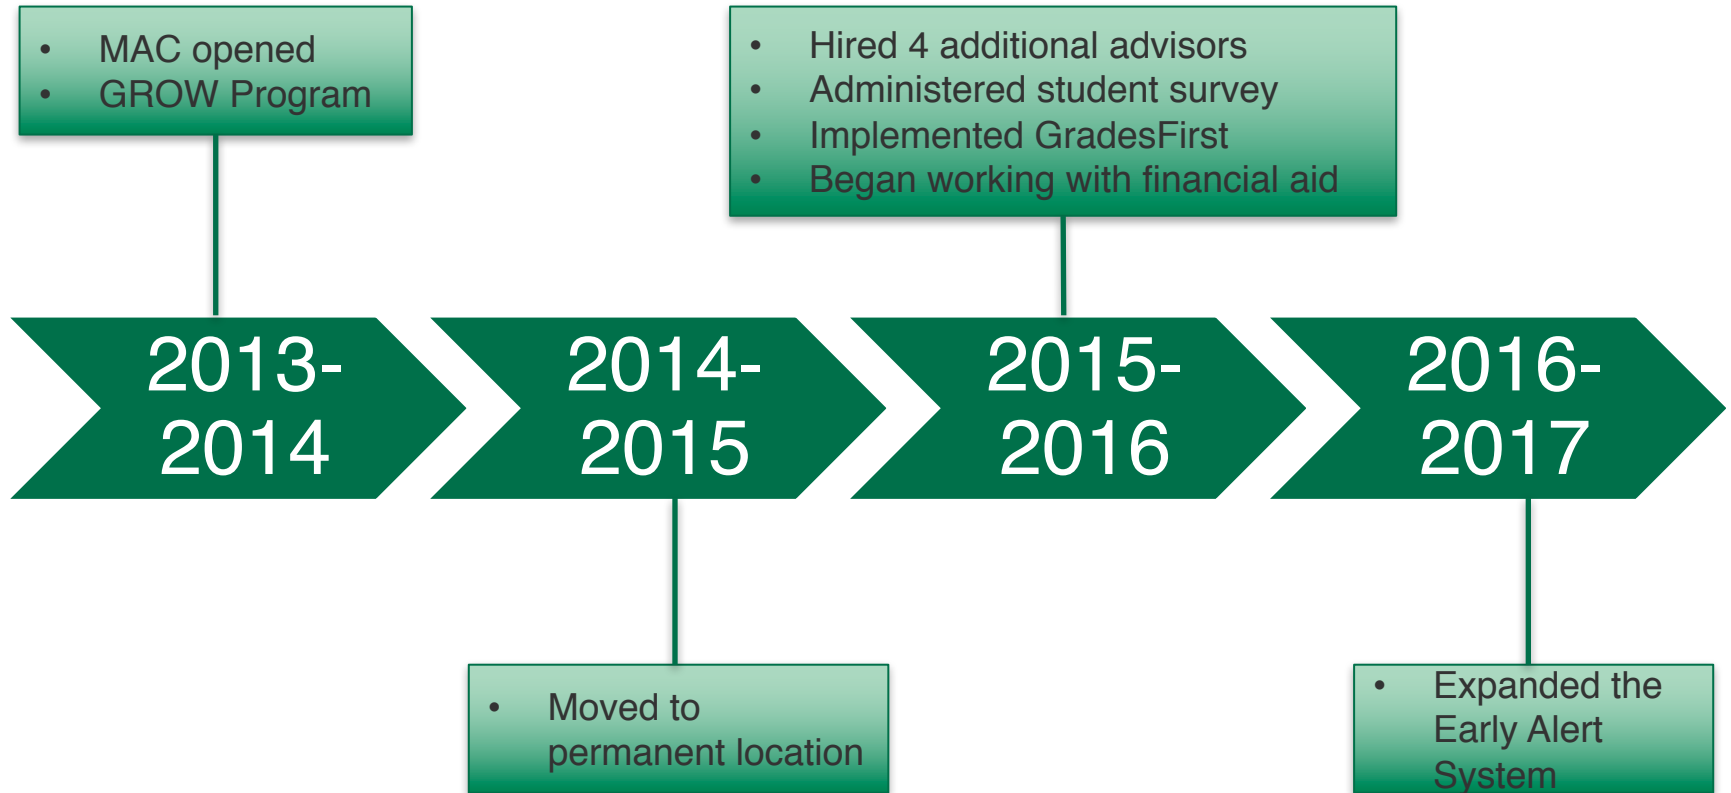 • MAC opened
• GROW Program
• Hired 4 additional advisors
• Administered student survey
• Implemented GradesFirst
• Began working with financial aid
2013-
2014
2014-
2015
2015-
2016
2016-
2017
• Moved to
permanent location
• Expanded the
Early Alert
System